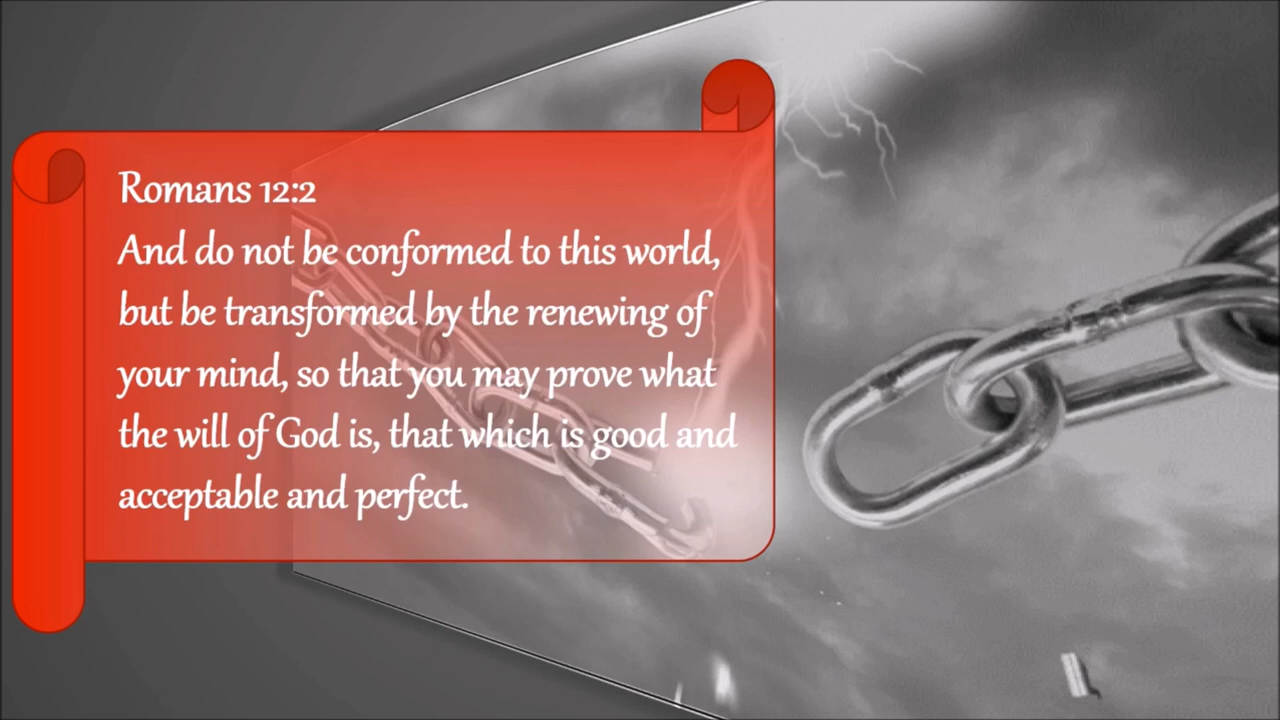 Romans 12:2
And do not be conformed to this world,
but be transformed by the renewing of
your mind, so that you may prove what
the will of God is, that which is good and
acceptable and perfect.